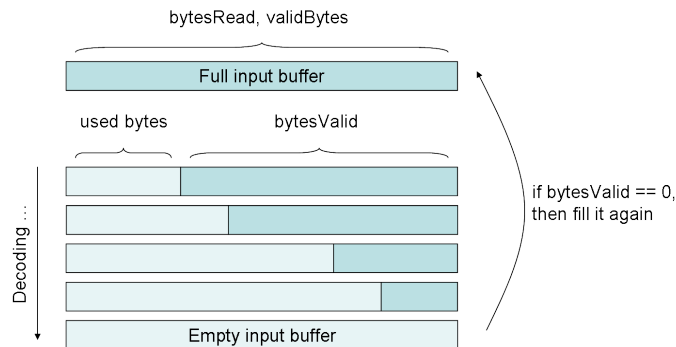 bytesRead, validBytes
Full input buffer
used bytes
bytesValid
Decoding ...
if bytesValid == 0,
then fill it again
Empty input buffer